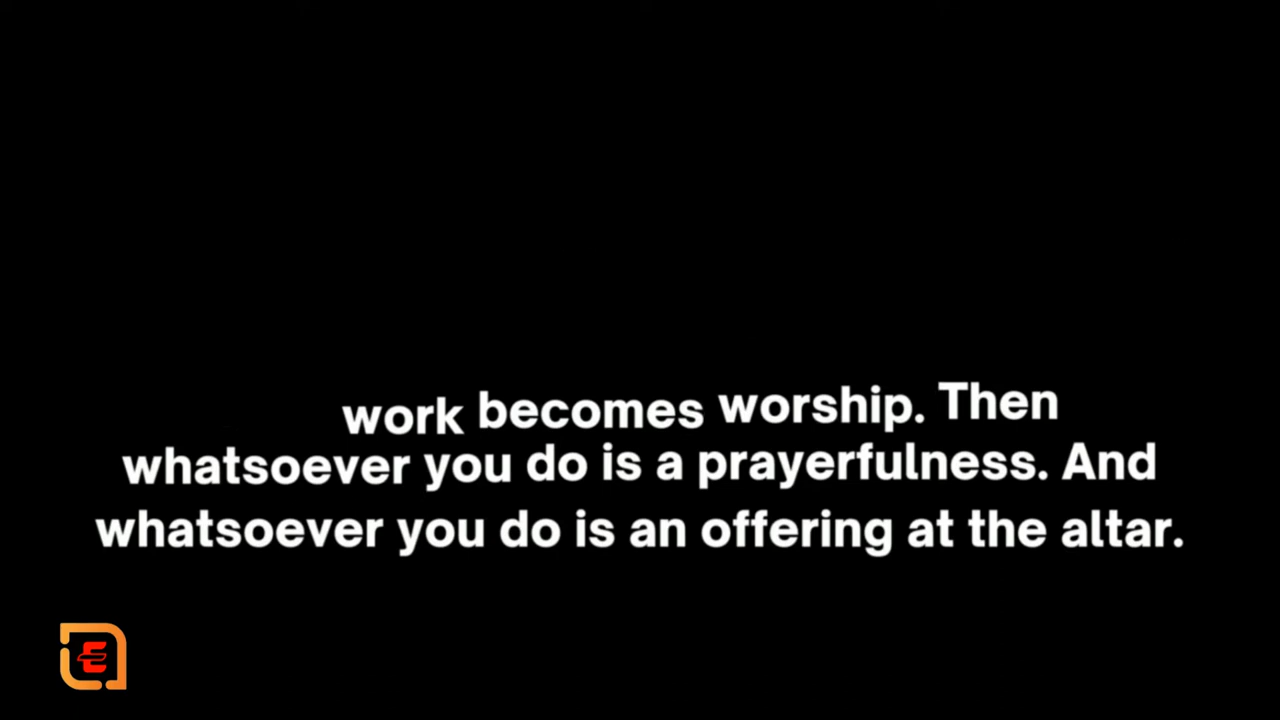 work becomes worship. Then
whatsoever you do is a prayerfulness. And
whatsoever you do is an offering at the altar.
E